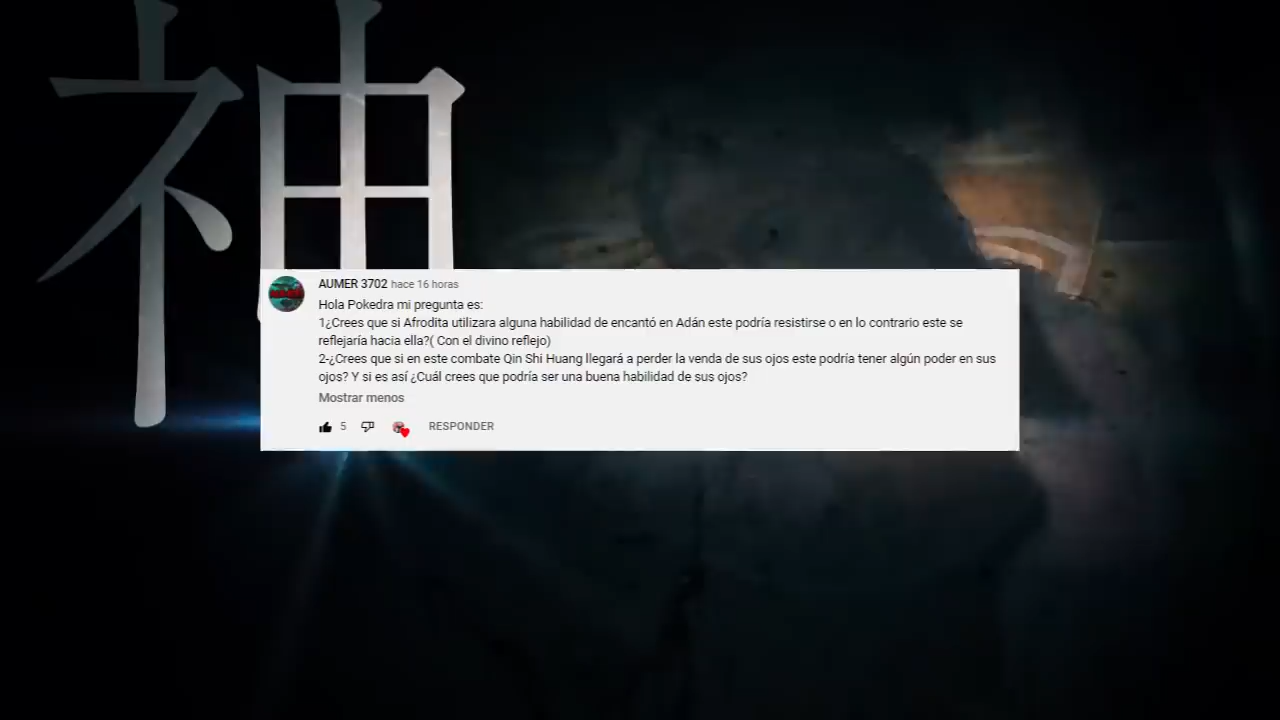 神
AUMER 3702 hace 16 horas
Hola Pokedra mi pregunta es:
1¿Crees que si Afrodita utilizara alguna habilidad de encantó en Adán este podría resistirse o en lo contrario este se
reflejaría hacia ella?( Con el divino reflejo)
2-¿Crees que si en este combate Qin Shi Huang llegará a perder la venda de sus ojos este podría tener algún poder en sus
ojos? Y si es así ¿Cuál crees que podría ser una buena habilidad de sus ojos?
Mostrar menos
5 RESPONDER